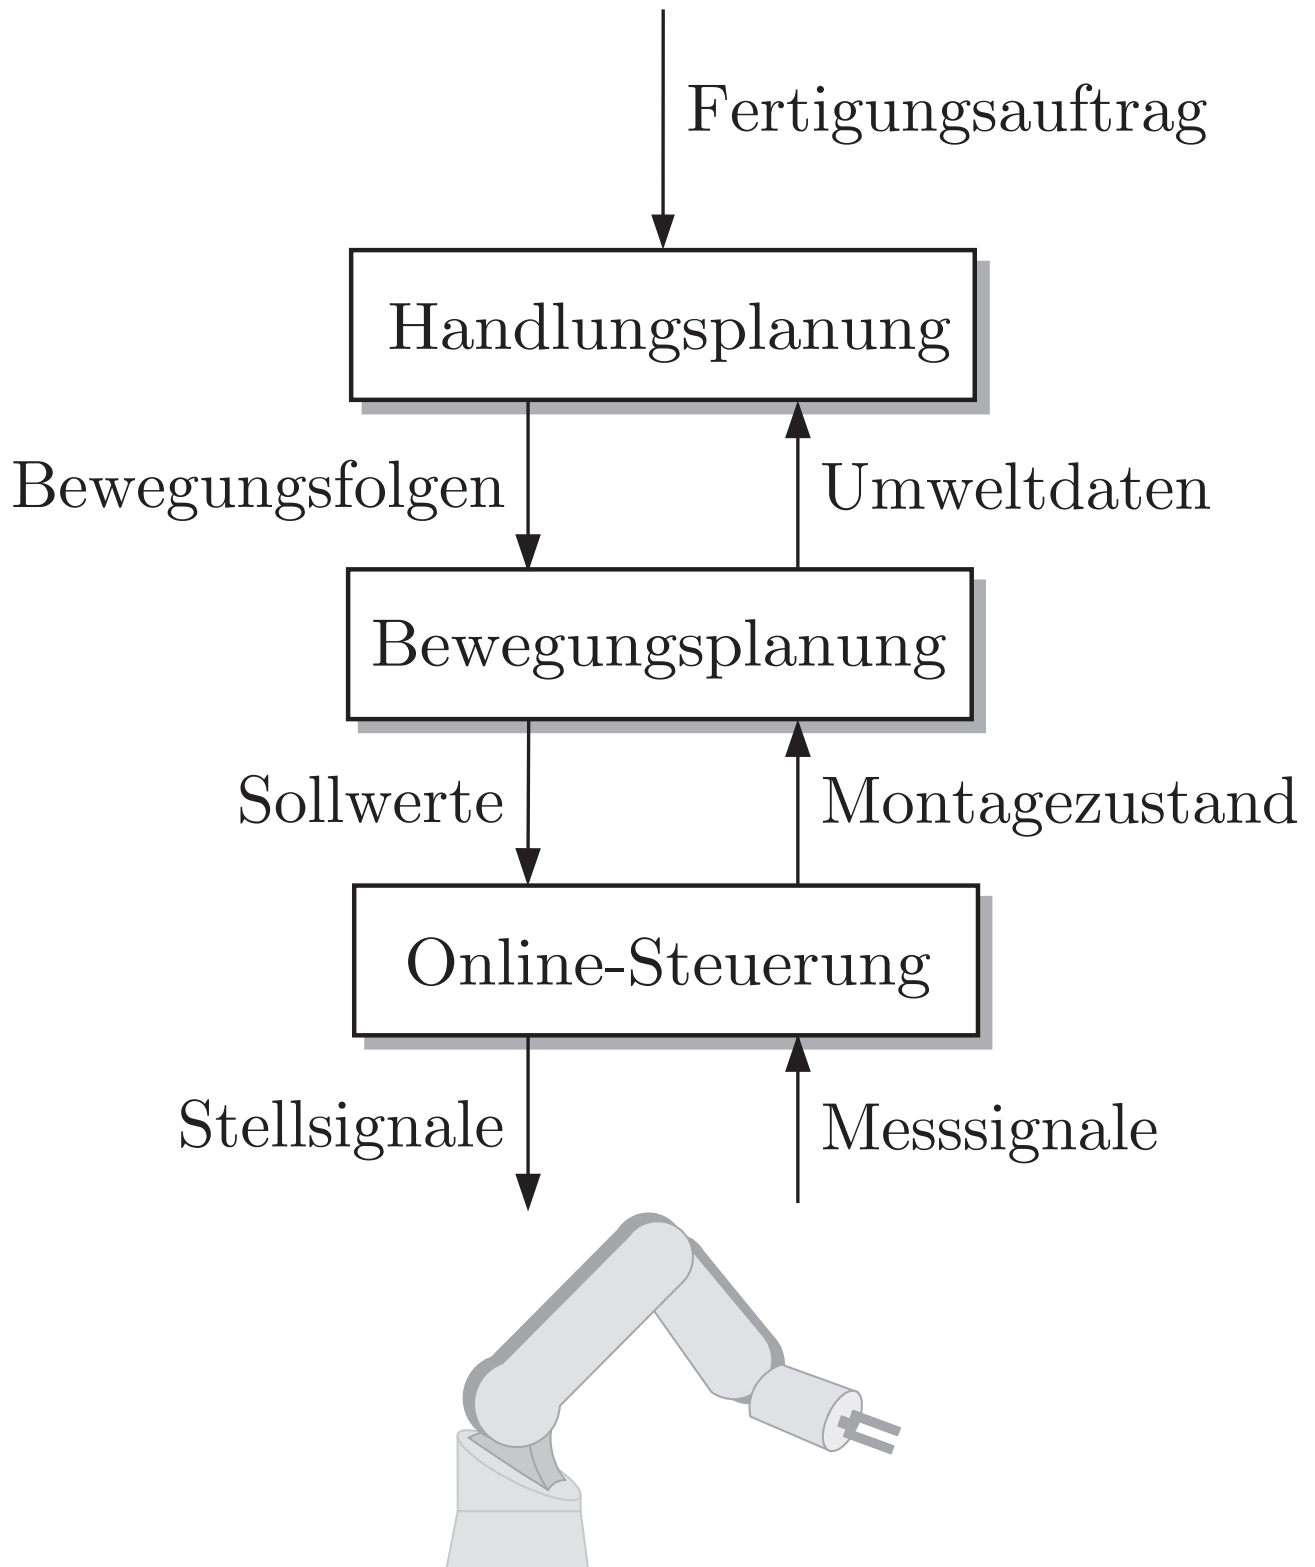 Fertigungsauftrag
Handlungsplanung
Bewegungsfolgen
Umweltdaten
Bewegungsplanung
Sollwerte
Montagezustand
Online-Steuerung
Stellsignale
Messsignale